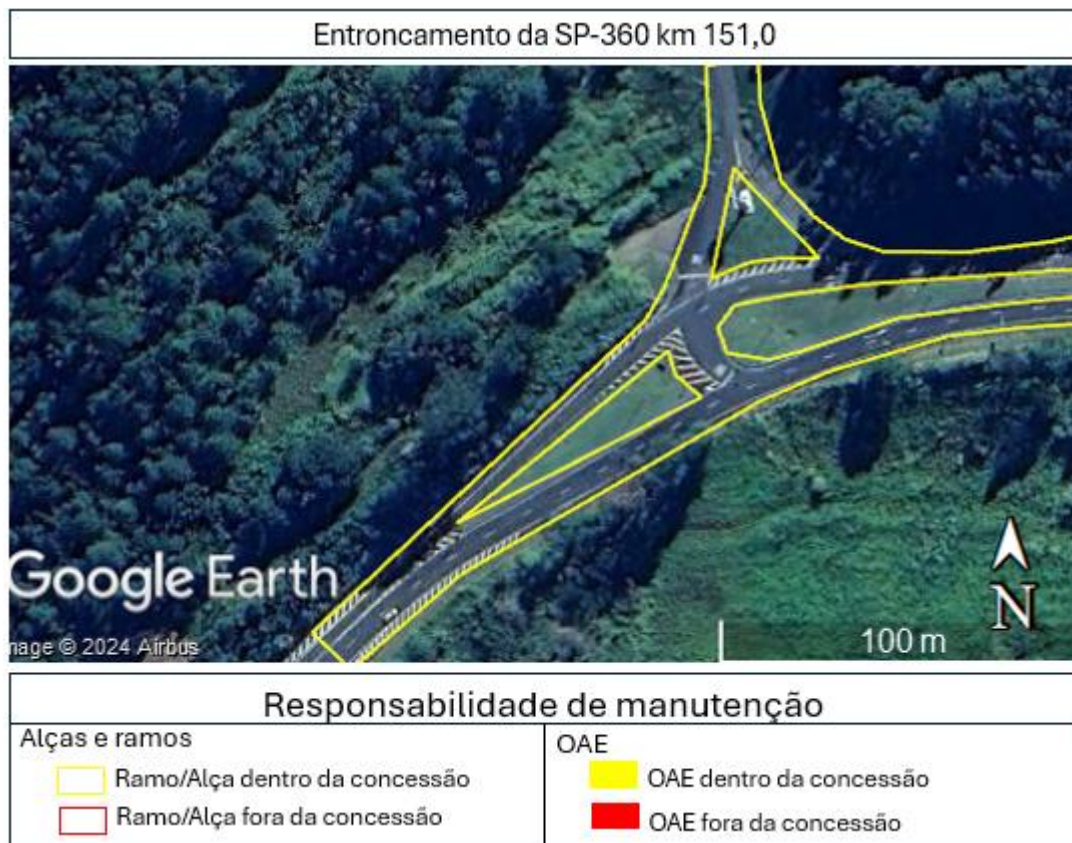 Entroncamento da SP-360 km 151,0
N
Google Earth
100 m
mage © 2024 Airbus
Responsabilidade de manutenção
Alças e ramos
Ramo/Alça dentro da concessão
Ramo/Alça fora da concessão
OAE
OAE dentro da concessão
OAE fora da concessão